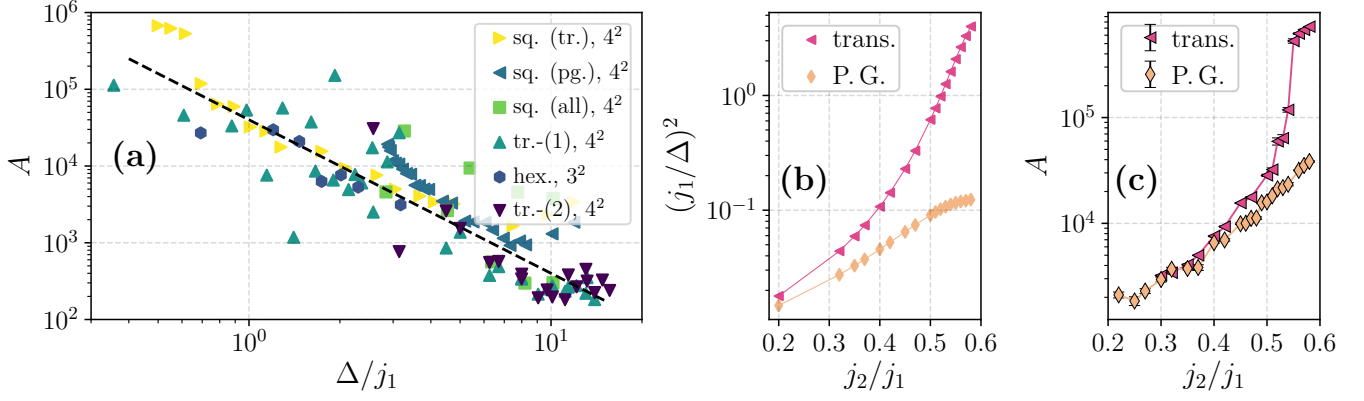 (a)
A
10^6
10^5
10^4
10^3
10^2
10^0
10^1
Δ/j_1
sq. (tr.), 4^2
sq. (pg.), 4^2
sq. (all), 4^2
tr.-(1), 4^2
hex., 3^2
tr.-(2), 4^2
(b)
(j_1/Δ)^2
10^0
10^{-1}
0.2 0.3 0.4 0.5 0.6
j_2/j_1
trans.
P. G.
(c)
A
10^5
10^4
0.2 0.3 0.4 0.5 0.6
j_2/j_1
trans.
P. G.